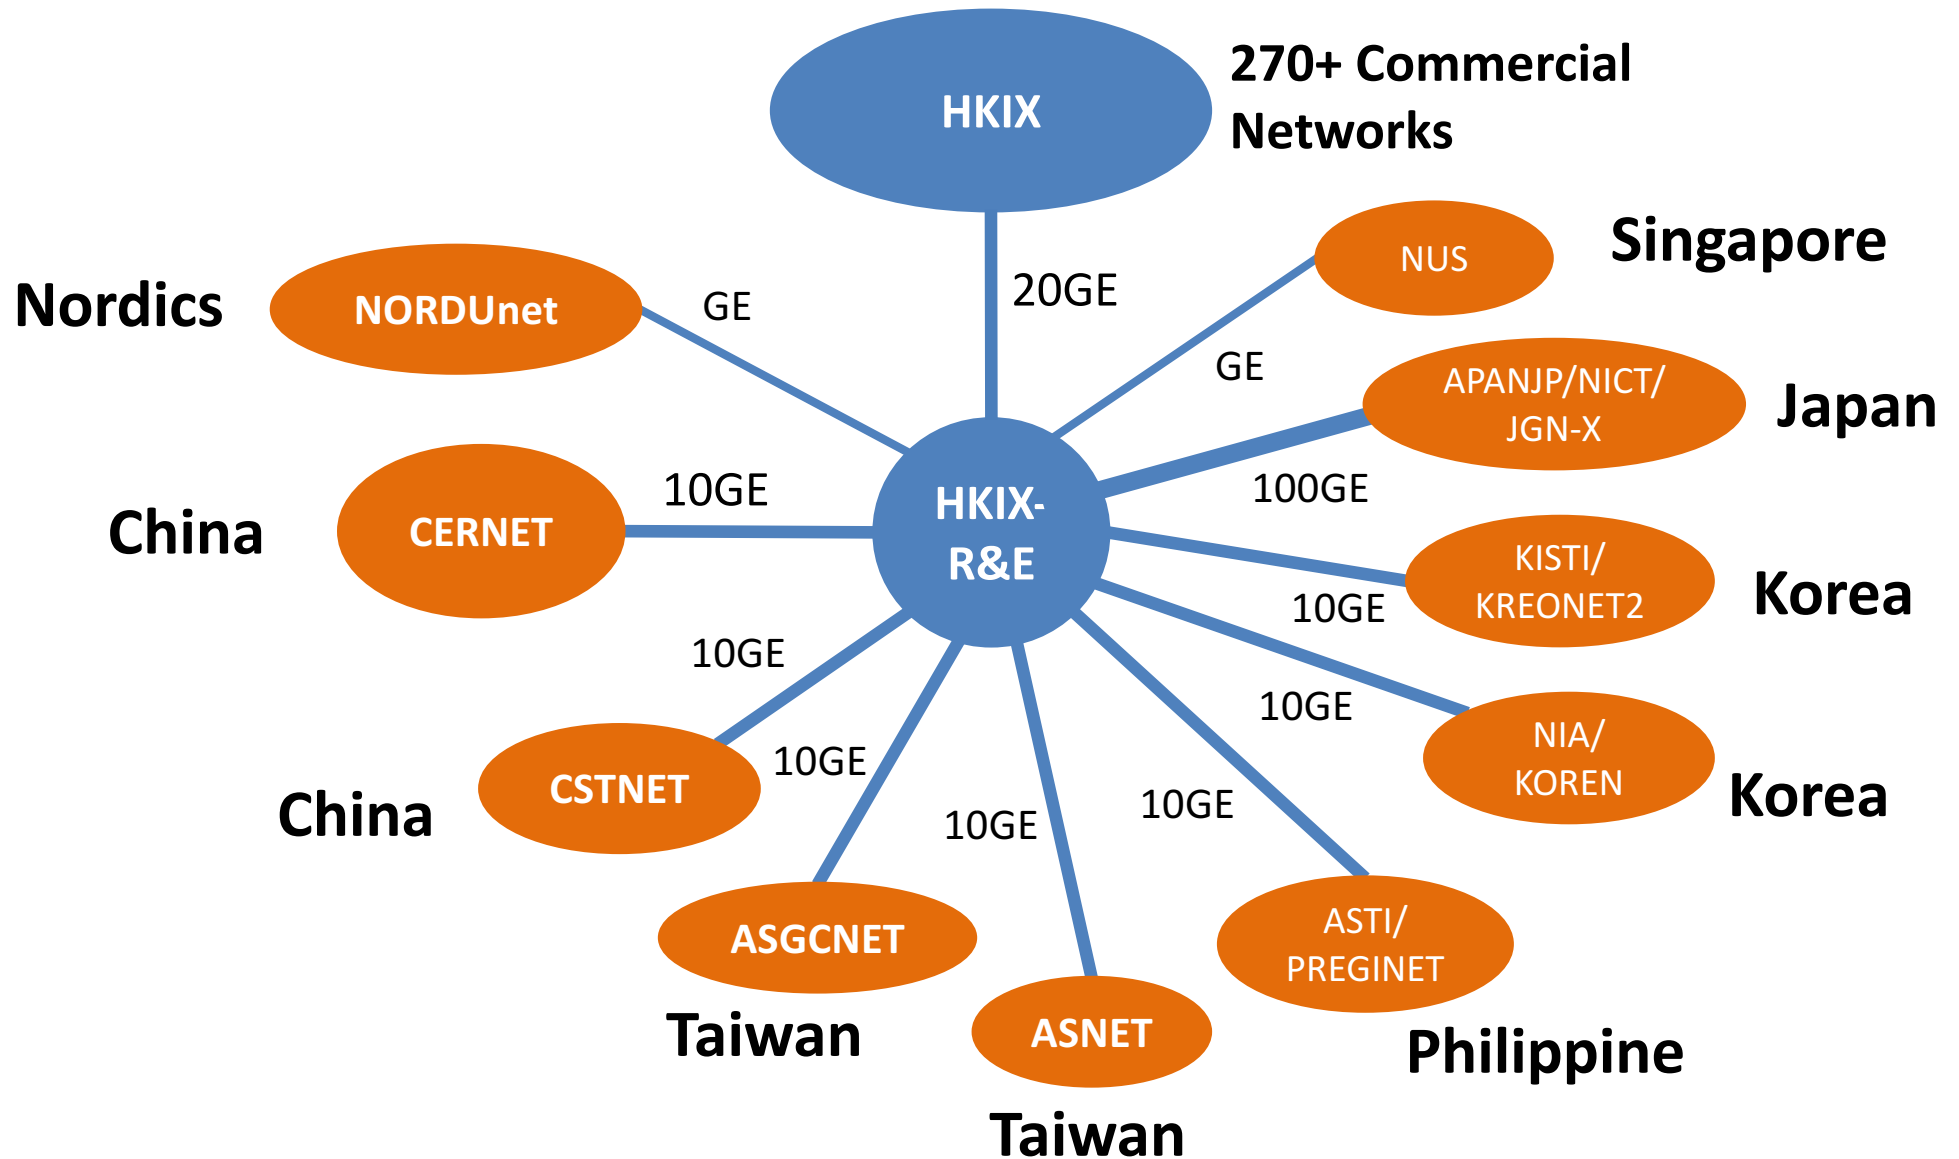 HKIX
270+ Commercial
Networks
Singapore
NUS
Nordics
NORDUnet
GE
20GE
GE
APANJP/NICT/
JGN-X
Japan
100GE
China
CERNET
10GE
HKIX-
R&E
KISTI/
KREONET2
Korea
10GE
10GE
10GE
NIA/
KOREN
Korea
China
CSTNET
10GE
10GE
10GE
ASGCNET
Taiwan
ASTI/
PREGINET
Philippine
ASNET
Taiwan